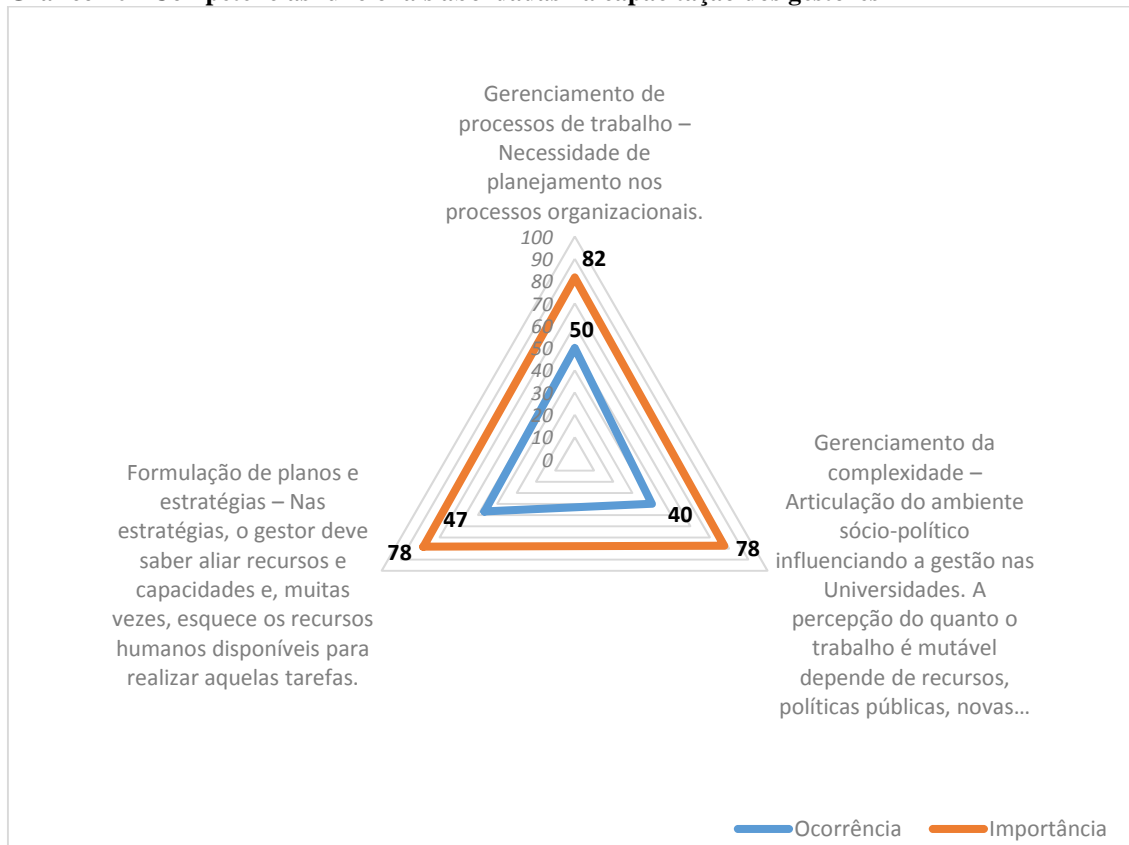 Gerenciamento de
processos de trabalho –
Necessidade de
planejamento nos
processos organizacionais.
100
90
82
80
70
60
50
50
40
30
20
10
0
Formulação de planos e
estratégias – Nas
estratégias, o gestor deve
saber aliar recursos e
capacidades e, muitas
vezes, esquece os recursos
humanos disponíveis para
realizar aquelas tarefas.
47
78
40
78
Gerenciamento da
complexidade –
Articulação do ambiente
sócio-político
influenciando a gestão nas
Universidades. A
percepção do quanto o
trabalho é mutável
depende de recursos,
políticas públicas, novas...
Ocorrência
Importância